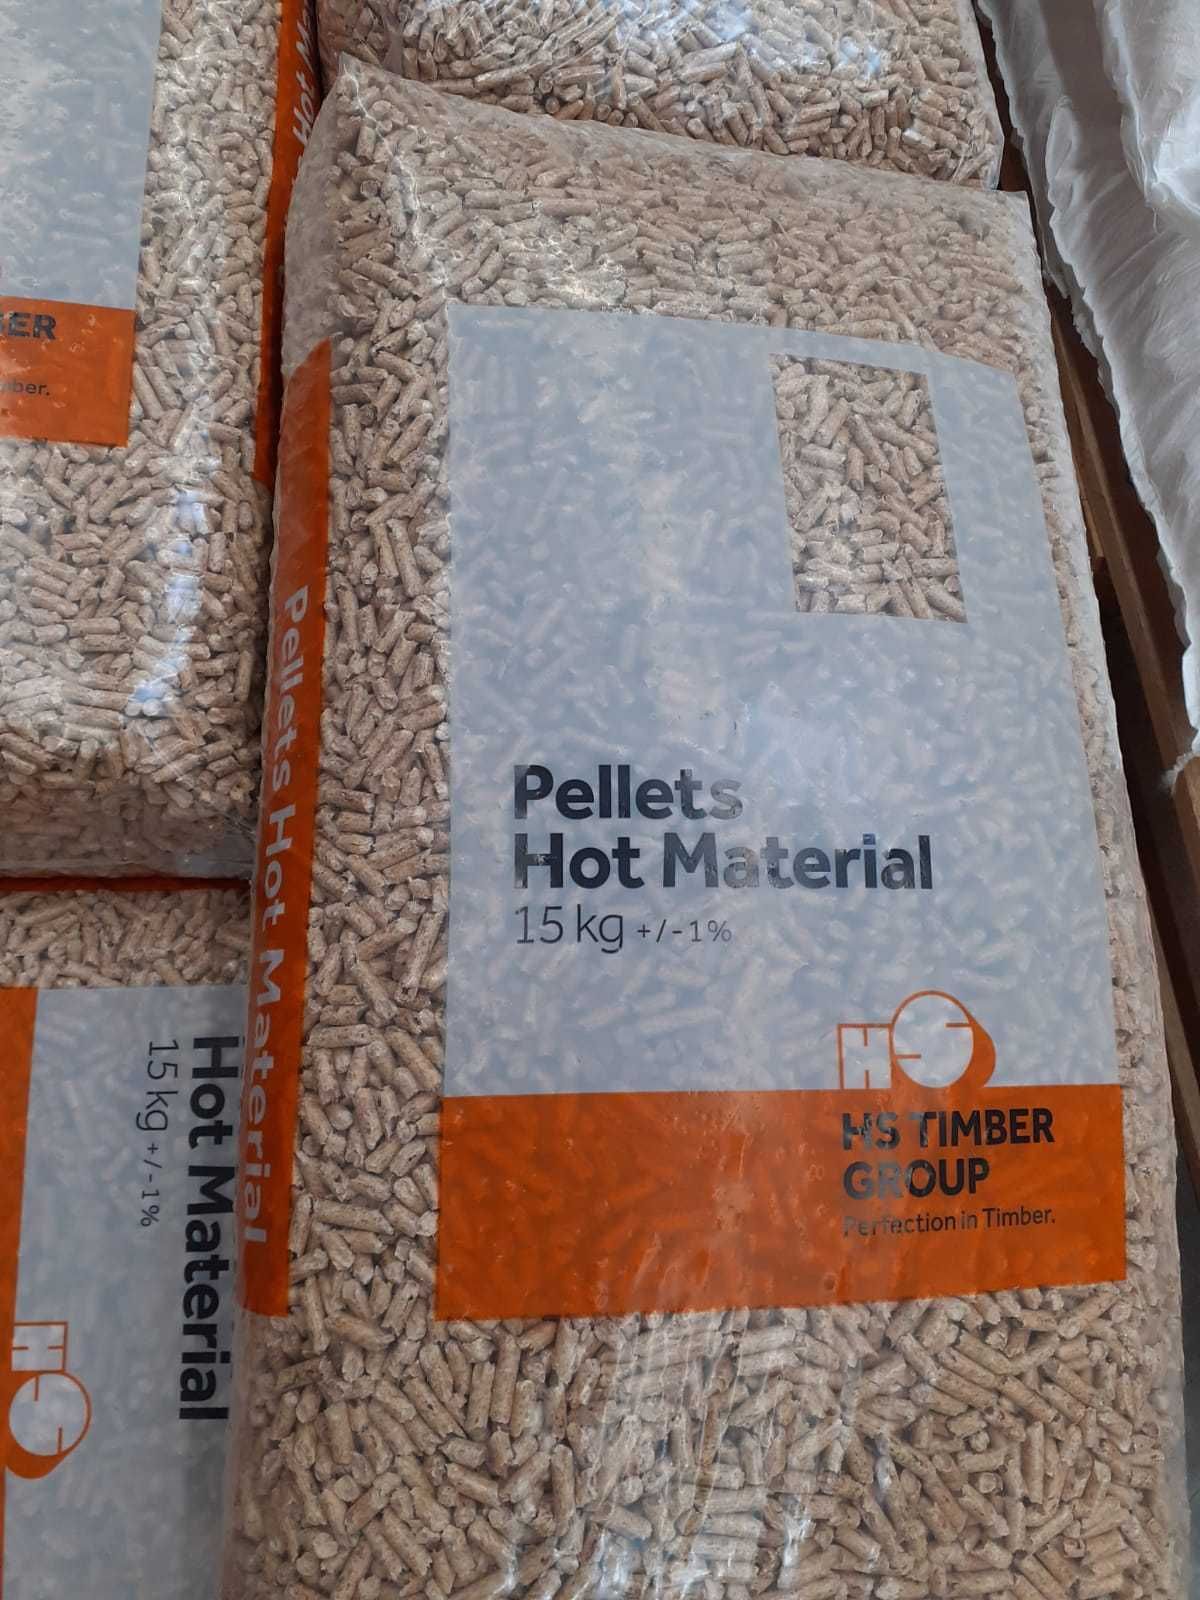 Pellets
Hot Material
15 kg +/-1%
HS
HS TIMBER
GROUP
Perfection in Timber.
Pellets Hot Material
Hot Material
15 kg +/-1%
HS